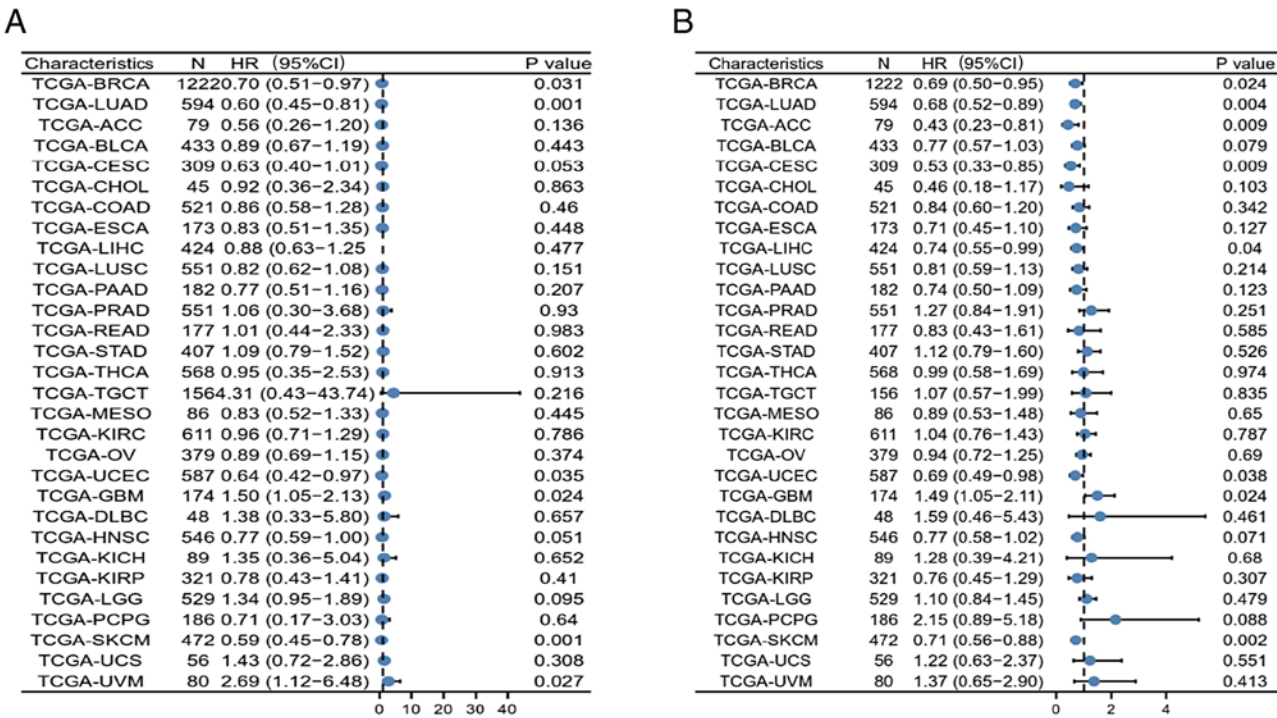 A
Characteristics N HR (95%CI) P value
TCGA-BRCA 12220.70 (0.51−0.97) 0.031
TCGA-LUAD 594 0.60 (0.45−0.81) 0.001
TCGA-ACC 79 0.56 (0.26−1.20) 0.136
TCGA-BLCA 433 0.89 (0.67−1.19) 0.443
TCGA-CESC 309 0.63 (0.40−1.01) 0.053
TCGA-CHOL 45 0.92 (0.36−2.34) 0.863
TCGA-COAD 521 0.86 (0.58−1.28) 0.46
TCGA-ESCA 173 0.83 (0.51−1.35) 0.448
TCGA-LIHC 424 0.88 (0.63−1.25 0.477
TCGA-LUSC 551 0.82 (0.62−1.08) 0.151
TCGA-PAAD 182 0.77 (0.51−1.16) 0.207
TCGA-PRAD 551 1.06 (0.30−3.68) 0.93
TCGA-READ 177 1.01 (0.44−2.33) 0.983
TCGA-STAD 407 1.09 (0.79−1.52) 0.602
TCGA-THCA 568 0.95 (0.35−2.53) 0.913
TCGA-TGCT 1564.31 (0.43−43.74) 0.216
TCGA-MESO 86 0.83 (0.52−1.33) 0.445
TCGA-KIRC 611 0.96 (0.71−1.29) 0.786
TCGA-OV 379 0.89 (0.69−1.15) 0.374
TCGA-UCEC 587 0.64 (0.42−0.97) 0.035
TCGA-GBM 174 1.50 (1.05−2.13) 0.024
TCGA-DLBC 48 1.38 (0.33−5.80) 0.657
TCGA-HNSC 546 0.77 (0.59−1.00) 0.051
TCGA-KICH 89 1.35 (0.36−5.04) 0.652
TCGA-KIRP 321 0.78 (0.43−1.41) 0.41
TCGA-LGG 529 1.34 (0.95−1.89) 0.095
TCGA-PCPG 186 0.71 (0.17−3.03) 0.64
TCGA-SKCM 472 0.59 (0.45−0.78) 0.001
TCGA-UCS 56 1.43 (0.72−2.86) 0.308
TCGA-UVM 80 2.69 (1.12−6.48) 0.027
0 10 20 30 40
B
Characteristics N HR (95%CI) P value
TCGA-BRCA 1222 0.69 (0.50−0.95) 0.024
TCGA-LUAD 594 0.68 (0.52−0.89) 0.004
TCGA-ACC 79 0.43 (0.23−0.81) 0.009
TCGA-BLCA 433 0.77 (0.57−1.03) 0.079
TCGA-CESC 309 0.53 (0.33−0.85) 0.009
TCGA-CHOL 45 0.46 (0.18−1.17) 0.103
TCGA-COAD 521 0.84 (0.60−1.20) 0.342
TCGA-ESCA 173 0.71 (0.45−1.10) 0.127
TCGA-LIHC 424 0.74 (0.55−0.99) 0.04
TCGA-LUSC 551 0.81 (0.59−1.13) 0.214
TCGA-PAAD 182 0.74 (0.50−1.09) 0.123
TCGA-PRAD 551 1.27 (0.84−1.91) 0.251
TCGA-READ 177 0.83 (0.43−1.61) 0.585
TCGA-STAD 407 1.12 (0.79−1.60) 0.526
TCGA-THCA 568 0.99 (0.58−1.69) 0.974
TCGA-TGCT 156 1.07 (0.57−1.99) 0.835
TCGA-MESO 86 0.89 (0.53−1.48) 0.65
TCGA-KIRC 611 1.04 (0.76−1.43) 0.787
TCGA-OV 379 0.94 (0.72−1.25) 0.69
TCGA-UCEC 587 0.69 (0.49−0.98) 0.038
TCGA-GBM 174 1.49 (1.05−2.11) 0.024
TCGA-DLBC 48 1.59 (0.46−5.43) 0.461
TCGA-HNSC 546 0.77 (0.58−1.02) 0.071
TCGA-KICH 89 1.28 (0.39−4.21) 0.68
TCGA-KIRP 321 0.76 (0.45−1.29) 0.307
TCGA-LGG 529 1.10 (0.84−1.45) 0.479
TCGA-PCPG 186 2.15 (0.89−5.18) 0.088
TCGA-SKCM 472 0.71 (0.56−0.88) 0.002
TCGA-UCS 56 1.22 (0.63−2.37) 0.551
TCGA-UVM 80 1.37 (0.65−2.90) 0.413
0 2 4